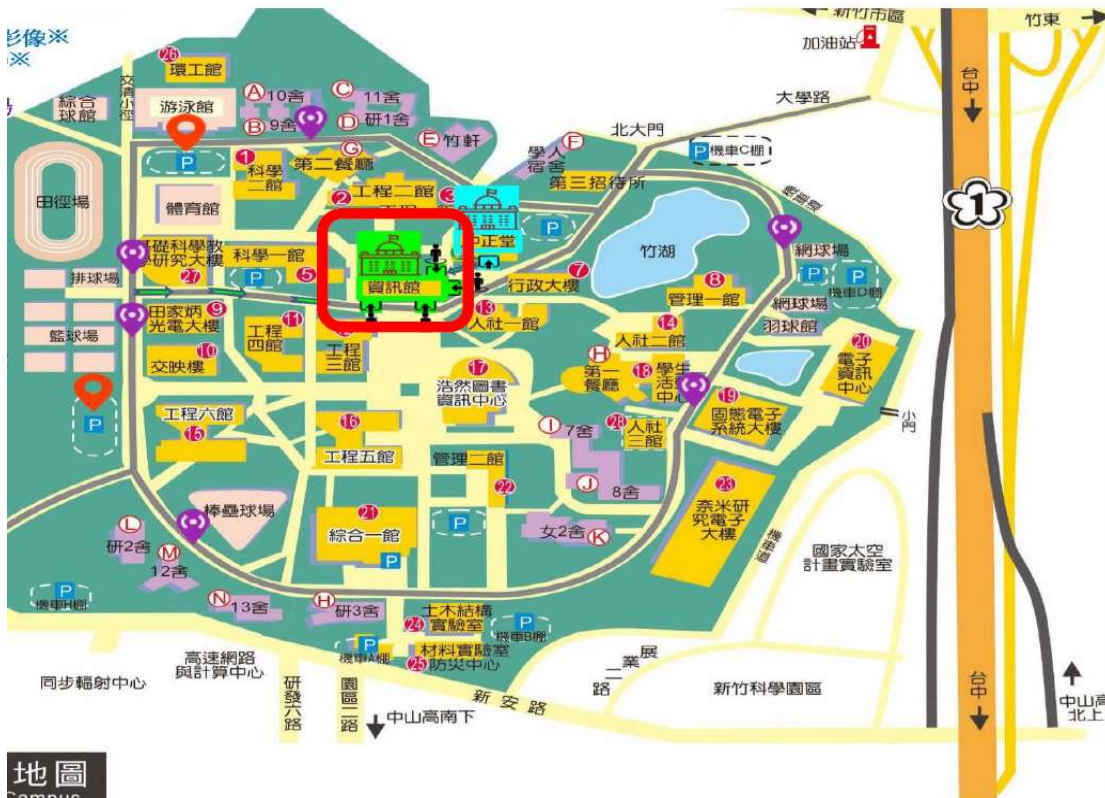 影像※
※
新竹市區
竹東
加油站
台中
大學路
北大門
26
環工館
交清小徑
綜合
球館
游泳館
A
10舍
C
11舍
B
9舍
D
研1舍
E
竹軒
F
學人
宿舍
P
機車C棚
第三招待所
P
1
科學
二館
G
第二餐廳
2
工程二館
3
中正堂
P
1
田徑場
體育館
竹湖
網球場
基礎科學教
學研究大樓
27
科學一館
P
5
資訊館
行政大樓
7
8
管理一館
P
P
機車D棚
網球場
羽球館
排球場
田家炳
光電大樓
9
籃球場
11
工程
四館
工程
三館
13
人社一館
14
人社二館
20
電子
資訊
中心
交映樓
10
17
浩然圖書
資訊中心
H
第一
餐廳
18
學生
活動
中心
19
固態電子
系統大樓
小門
P
工程六館
15
16
工程五館
I
7舍
28
人社
三館
管理二館
22
J
8舍
23
奈米研
究電子
大樓
棒壘球場
21
綜合一館
P
P
女2舍
K
機車道
國家太空
計畫實驗室
L
研2舍
M
12舍
P
機車H棚
N
13舍
H
研3舍
24
土木結構
實驗室
P
機車B棚
P
機車A棚
材料實驗室
25
防災中心
高速網路
與計算中心
同步輻射中心
研發六路
園區二路
中山高南下
新安路
展業二路
新竹科學園區
台中
中山高
北上
地圖
Campus